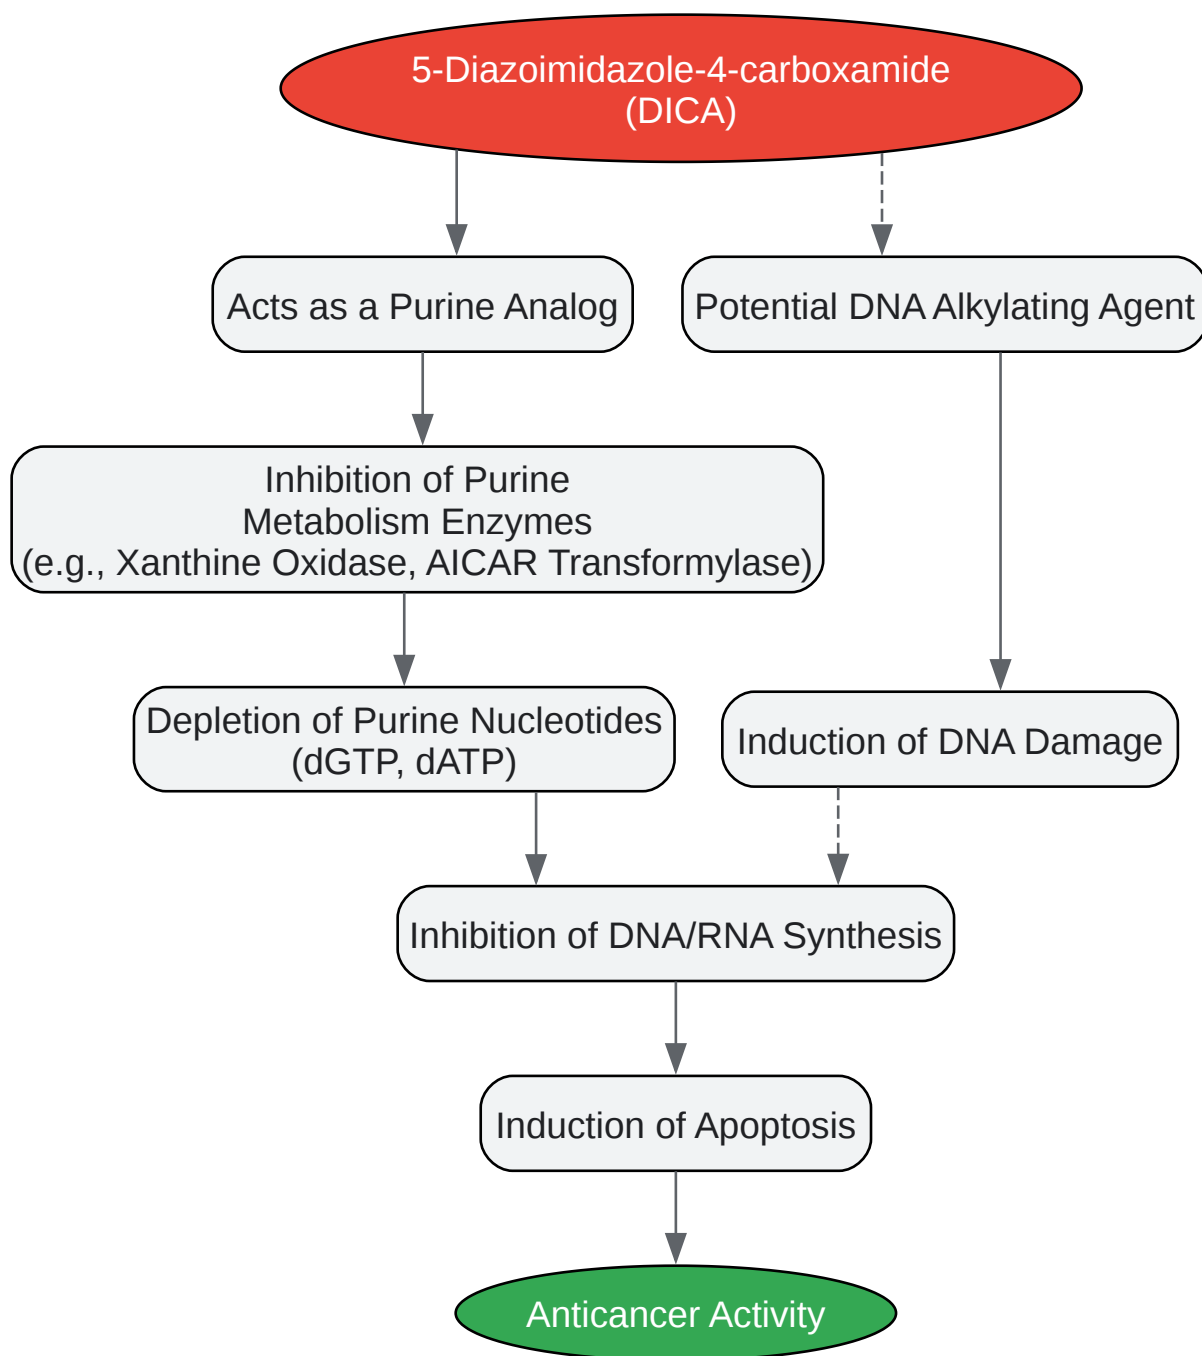 5-Diazoimidazole-4-carboxamide
(DICA)
Acts as a Purine Analog
Potential DNA Alkylating Agent
Inhibition of Purine
Metabolism Enzymes
(e.g., Xanthine Oxidase, AICAR Transformylase)
Depletion of Purine Nucleotides
(dGTP, dATP)
Induction of DNA Damage
Inhibition of DNA/RNA Synthesis
Induction of Apoptosis
Anticancer Activity